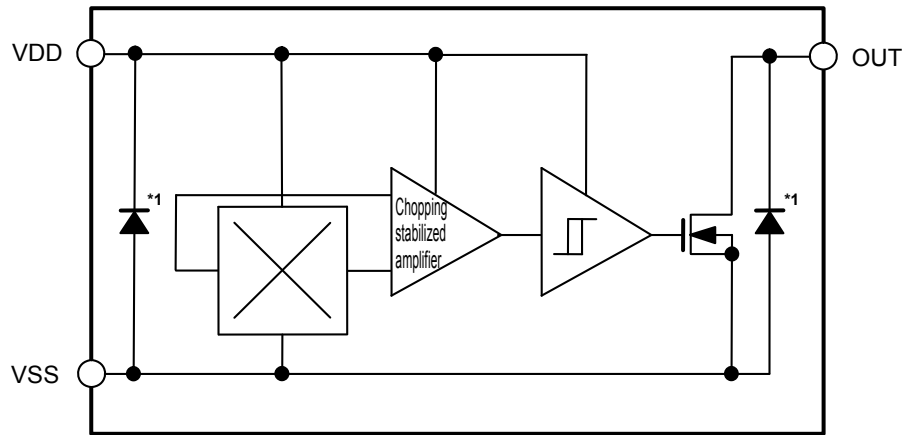 VDD
OUT
*1
*1
Chopping
stabilized
amplifier
VSS